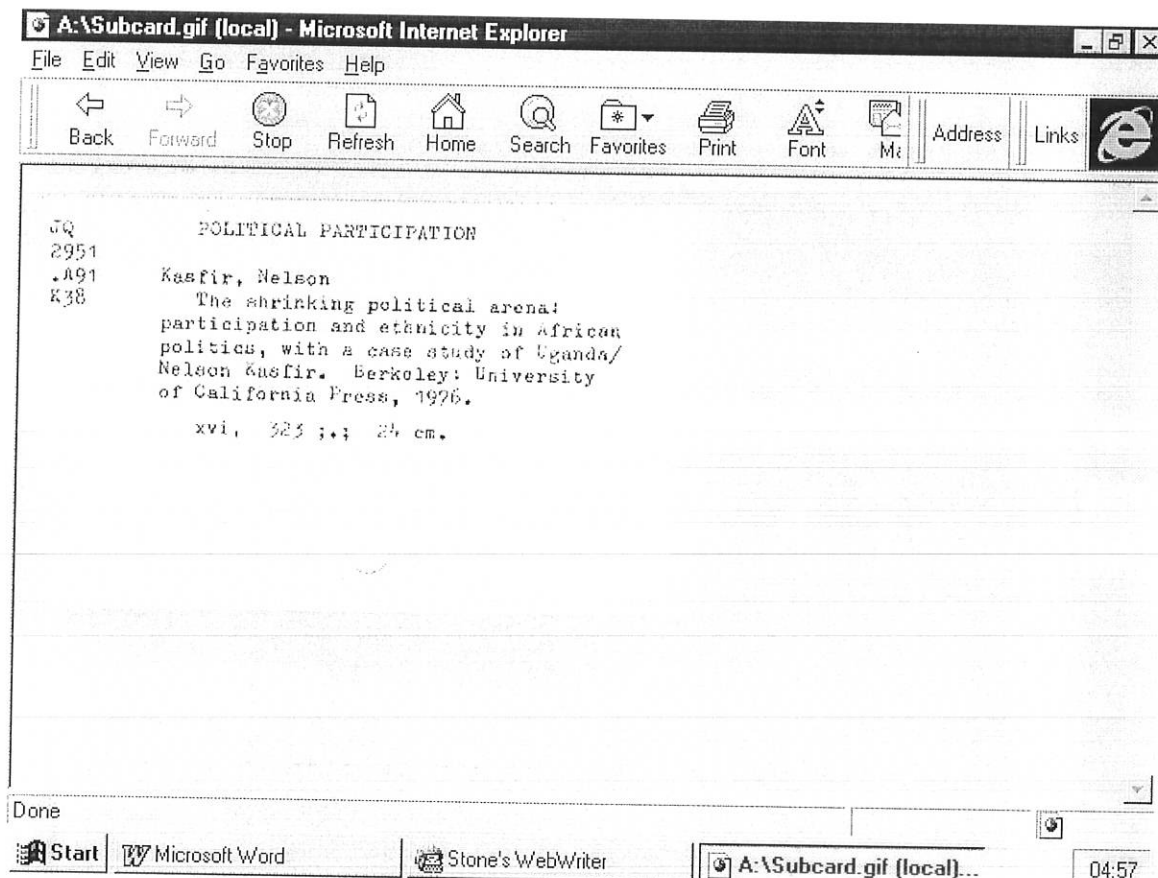 A:\Subcard.gif (local) - Microsoft Internet Explorer
File Edit View Go Favorites Help
Back Forward Stop Refresh Home Search Favorites Print Font Ma Address Links
JQ POLITICAL PARTICIPATION
2951
.A91 Kasfir, Nelson
K38 The shrinking political arena:
participation and ethnicity in African
politics, with a case study of Uganda/
Nelson Kasfir. Berkeley: University
of California Press, 1976.
xvi, 323 ;.; 24 cm.
Done
Start Microsoft Word Stone's WebWriter A:\Subcard.gif (local)... 04:57